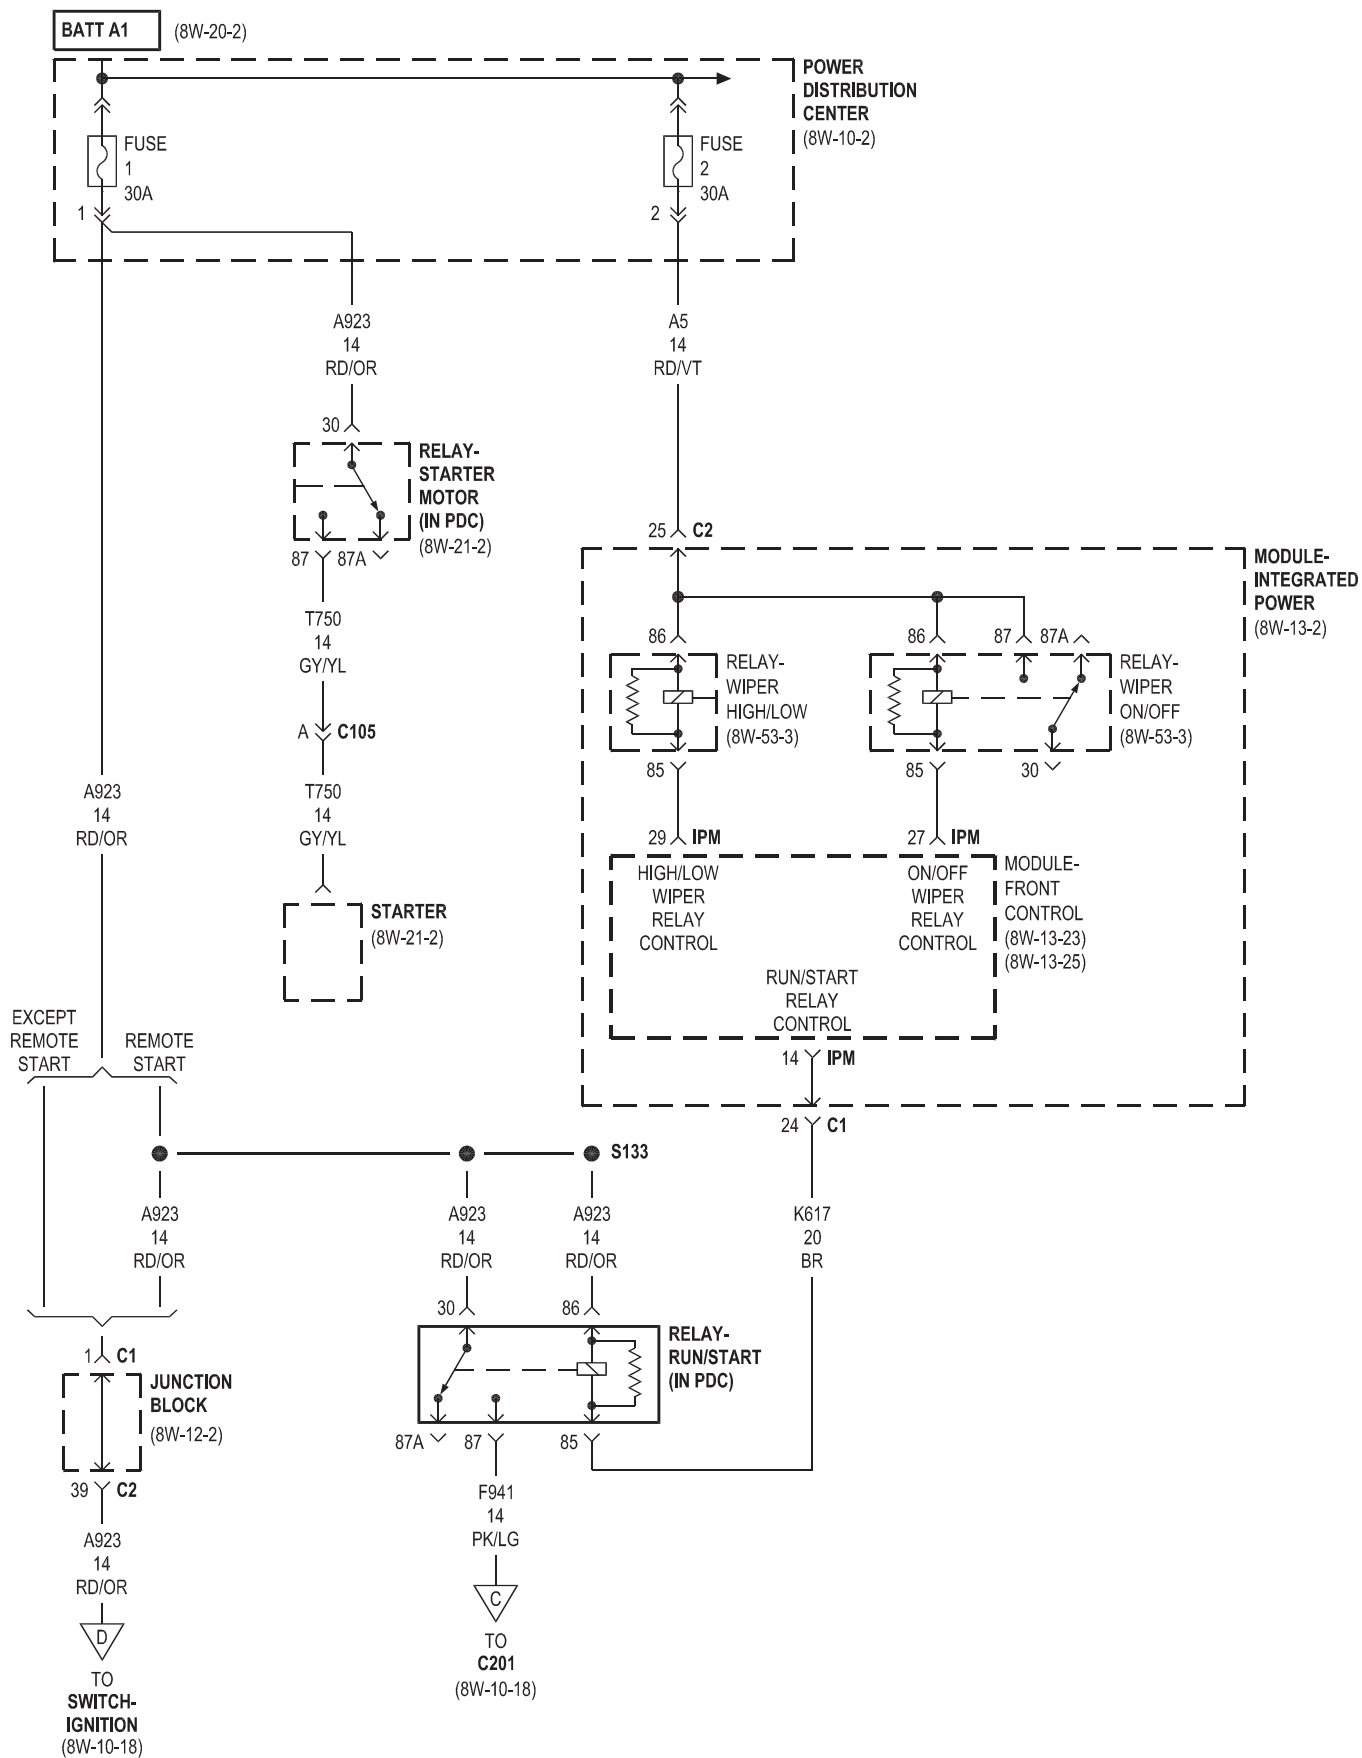 BATT A1
(8W-20-2)
POWER
DISTRIBUTION
CENTER
(8W-10-2)
FUSE
1
30A
1
FUSE
2
30A
2
A923
14
RD/OR
A5
14
RD/VT
30
RELAY-
STARTER
MOTOR
(IN PDC)
(8W-21-2)
87
87A
T750
14
GY/YL
A
C105
T750
14
GY/YL
STARTER
(8W-21-2)
A923
14
RD/OR
25
C2
MODULE-
INTEGRATED
POWER
(8W-13-2)
86
RELAY-
WIPER
HIGH/LOW
(8W-53-3)
85
86
87
87A
RELAY-
WIPER
ON/OFF
(8W-53-3)
85
30
29
IPM
27
IPM
HIGH/LOW
WIPER
RELAY
CONTROL
ON/OFF
WIPER
RELAY
CONTROL
MODULE-
FRONT
CONTROL
(8W-13-23)
(8W-13-25)
RUN/START
RELAY
CONTROL
14
IPM
24
C1
EXCEPT
REMOTE
START
REMOTE
START
S133
A923
14
RD/OR
A923
14
RD/OR
A923
14
RD/OR
K617
20
BR
30
86
RELAY-
RUN/START
(IN PDC)
87A
87
85
1
C1
JUNCTION
BLOCK
(8W-12-2)
39
C2
A923
14
RD/OR
D
TO
SWITCH-
IGNITION
(8W-10-18)
F941
14
PK/LG
C
TO
C201
(8W-10-18)